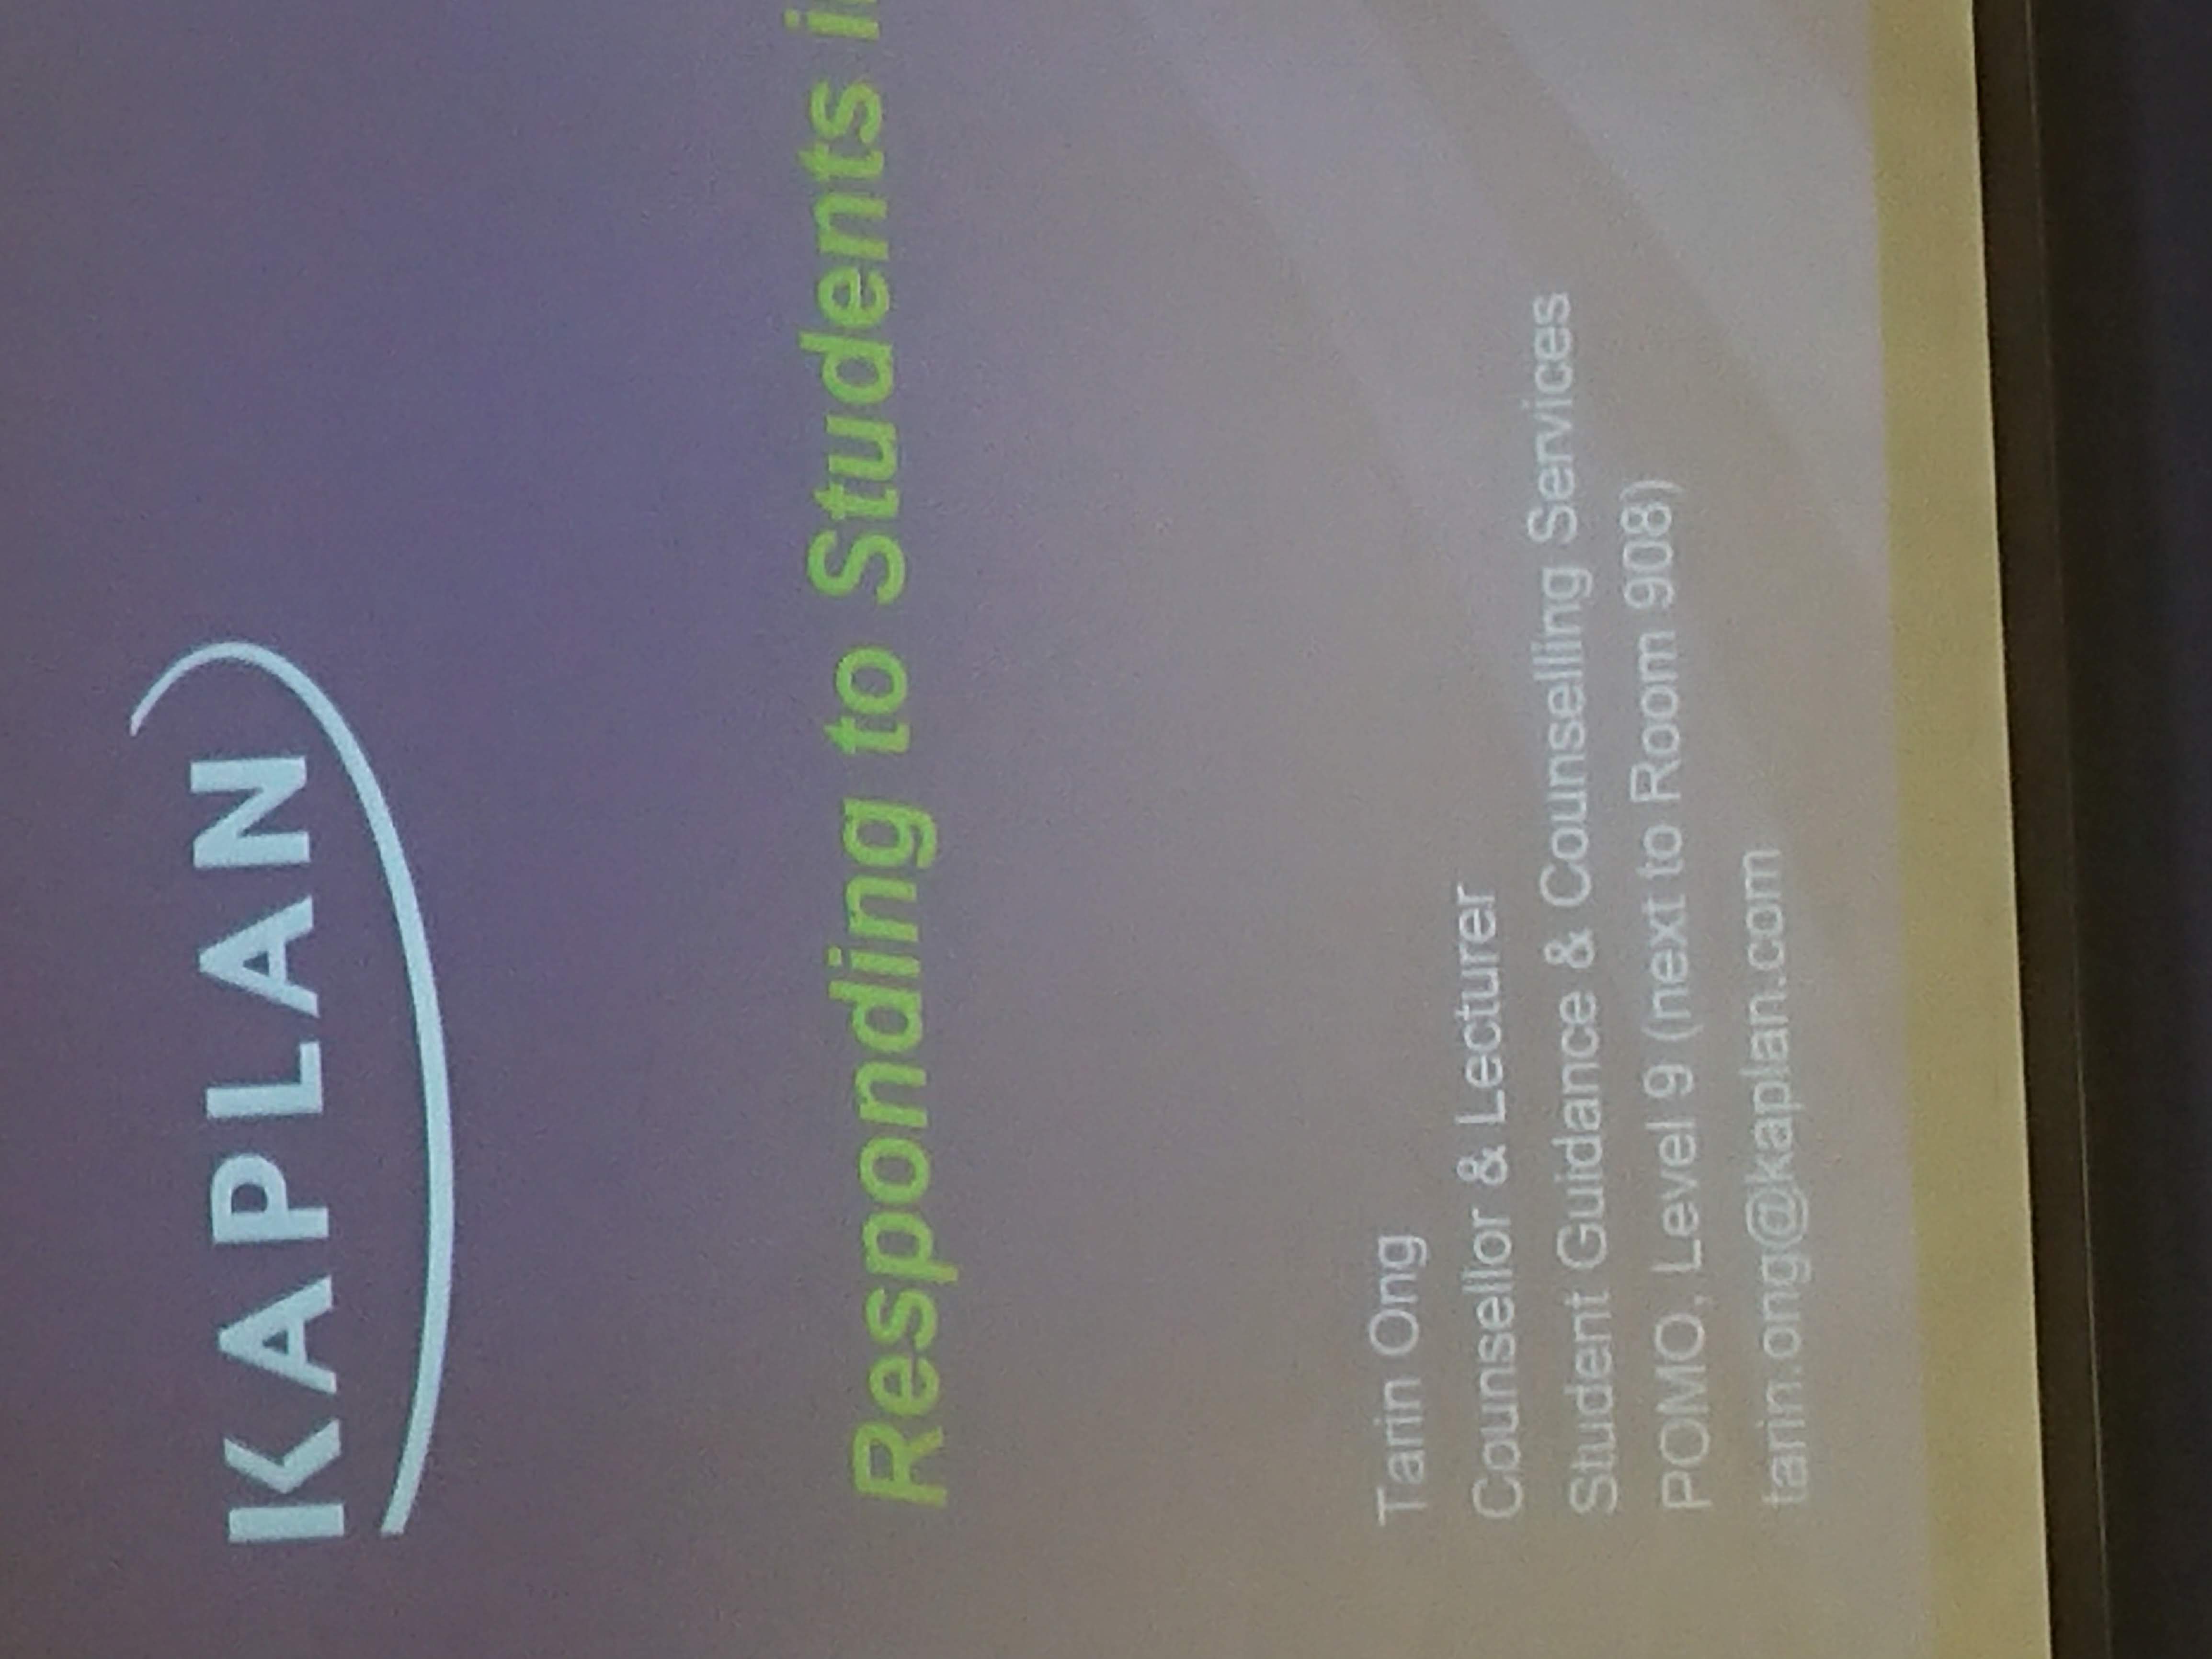 KAPLAN
Responding to Students
Tarin Ong
Counsellor & Lecturer
Student Guidance & Counselling Services
POMO, Level 9 (next to Room 908)
tarin.ong@kaplan.com